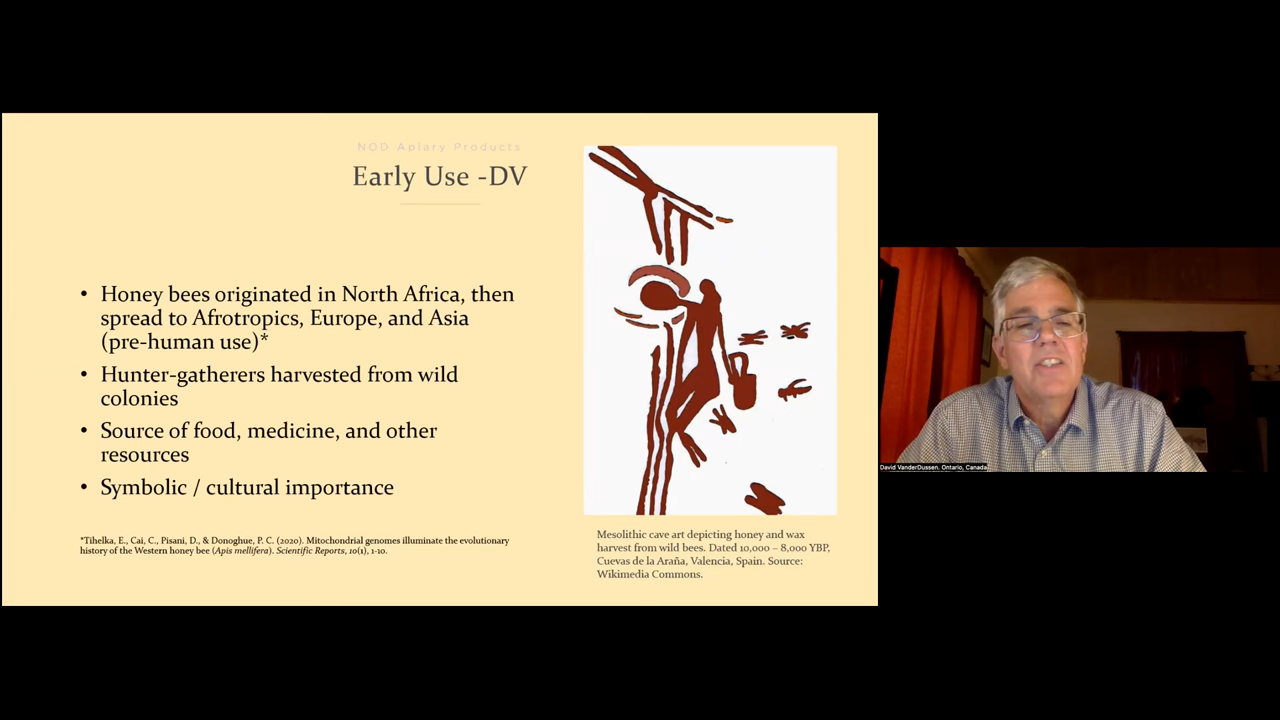 NOD Apiary Products
Early Use -DV
• Honey bees originated in North Africa, then
spread to Afrotropics, Europe, and Asia
(pre-human use)*
• Hunter-gatherers harvested from wild
colonies
• Source of food, medicine, and other
resources
• Symbolic / cultural importance
*Tihelka, E., Cai, C., Pisani, D., & Donoghue, P. C. (2020). Mitochondrial genomes illuminate the evolutionary
history of the Western honey bee (Apis mellifera). Scientific Reports, 10(1), 1-10.
Mesolithic cave art depicting honey and wax
harvest from wild bees. Dated 10,000 – 8,000 YBP,
Cuevas de la Araña, Valencia, Spain. Source:
Wikimedia Commons.
David VanderDussen. Ontario, Canada